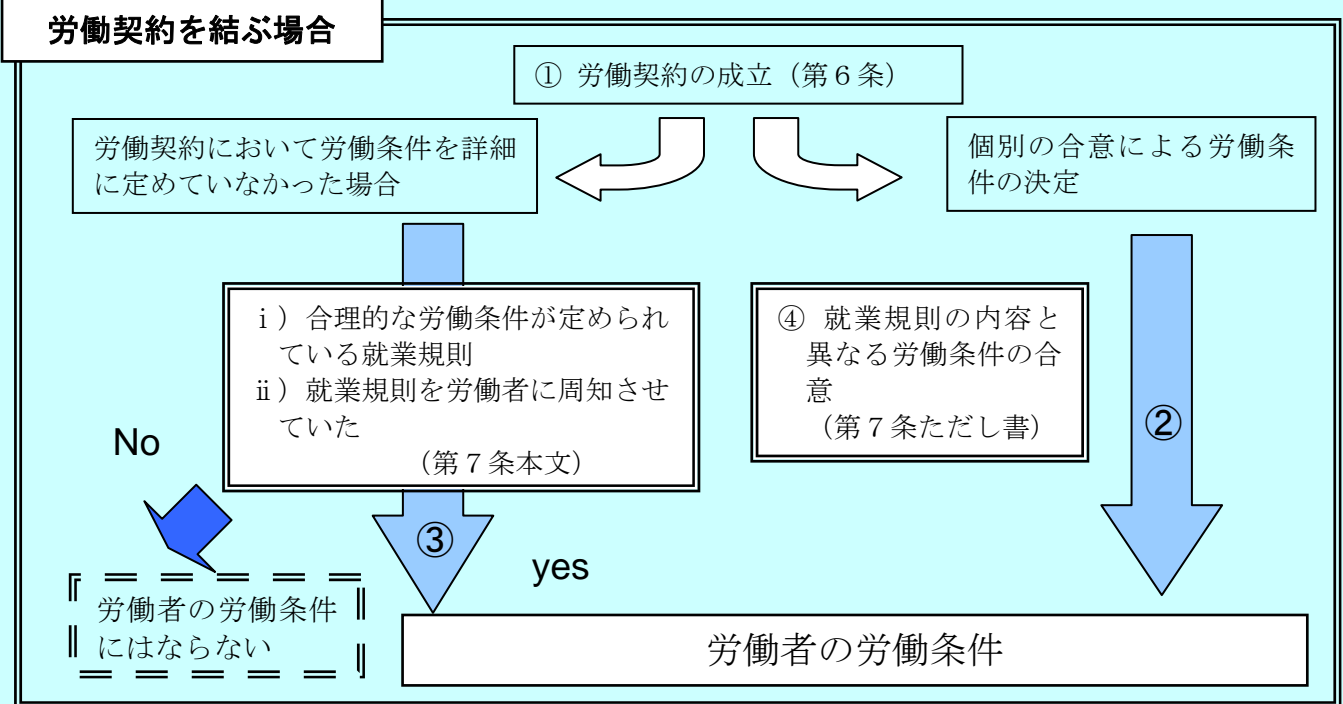 労働契約を結ぶ場合
① 労働契約の成立（第６条）
労働契約において労働条件を詳細
に定めていなかった場合
個別の合意による労働条
件の決定
ⅰ）合理的な労働条件が定められ
ている就業規則
ⅱ）就業規則を労働者に周知させ
ていた
（第７条本文）
④ 就業規則の内容と
異なる労働条件の合
意
（第７条ただし書）
②
No
③
yes
労働者の労働条件
にはならない
労働者の労働条件